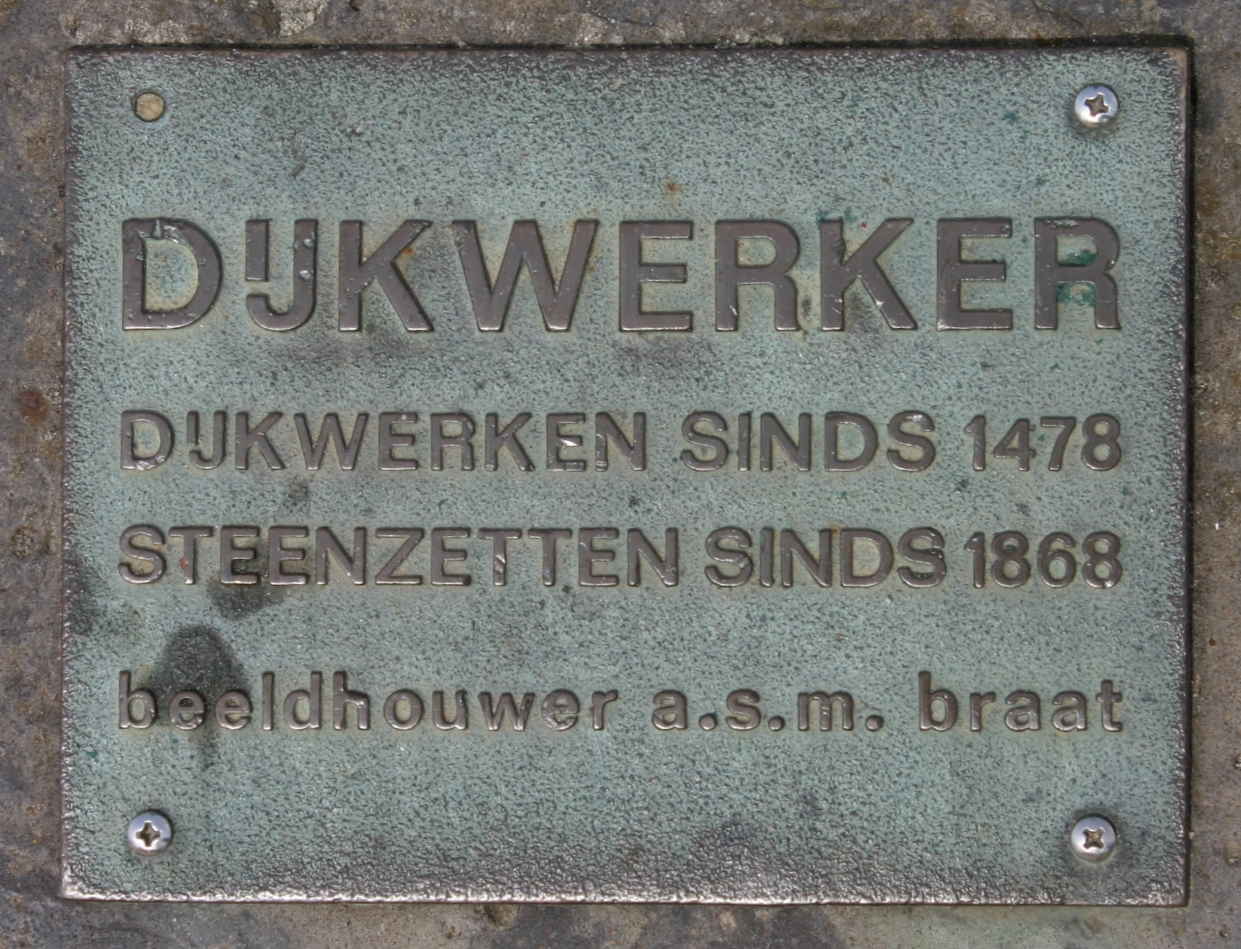 DIJKWERKER
DIJKWERKEN SINDS 1478
STEENZETTEN SINDS 1868
beeldhouwer a.s.m. braat